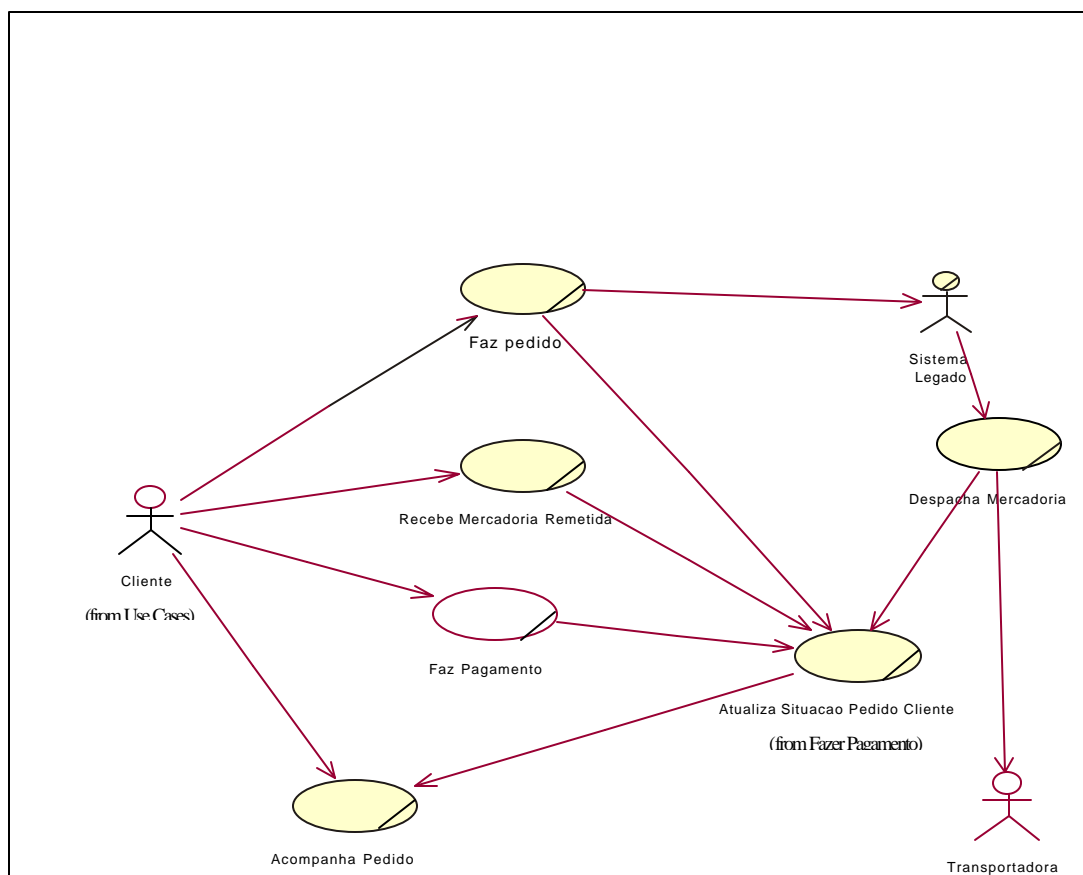 Faz pedido
Sistema
Legado
Despacha Mercadoria
Recebe Mercadoria Remetida
Cliente
(from Use Cases)
Faz Pagamento
Atualiza Situacao Pedido Cliente
(from Fazer Pagamento)
Acompanha Pedido
Transportadora